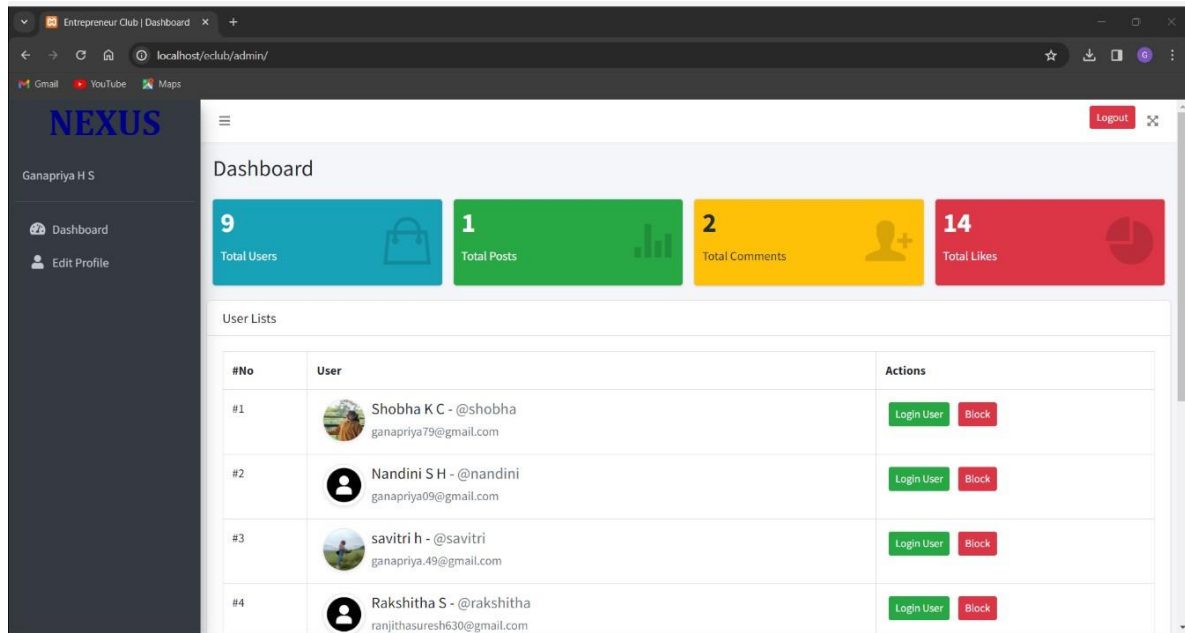 Entrepreneur Club | Dashboard
localhost/eclub/admin/
G
Gmail YouTube Maps
NEXUS
Logout
Ganapriya H S
Dashboard
Edit Profile
Dashboard
9 1 2 14
Total Users Total Posts Total Comments Total Likes
User Lists
#No User Actions
#1 Shobha K C - @shobha Login User Block
ganapriya79@gmail.com
#2 Nandini S H - @nandini Login User Block
ganapriya09@gmail.com
#3 savitri h - @savitri Login User Block
ganapriya.49@gmail.com
#4 Rakshitha S - @rakshitha Login User Block
ranjithasuresh630@gmail.com